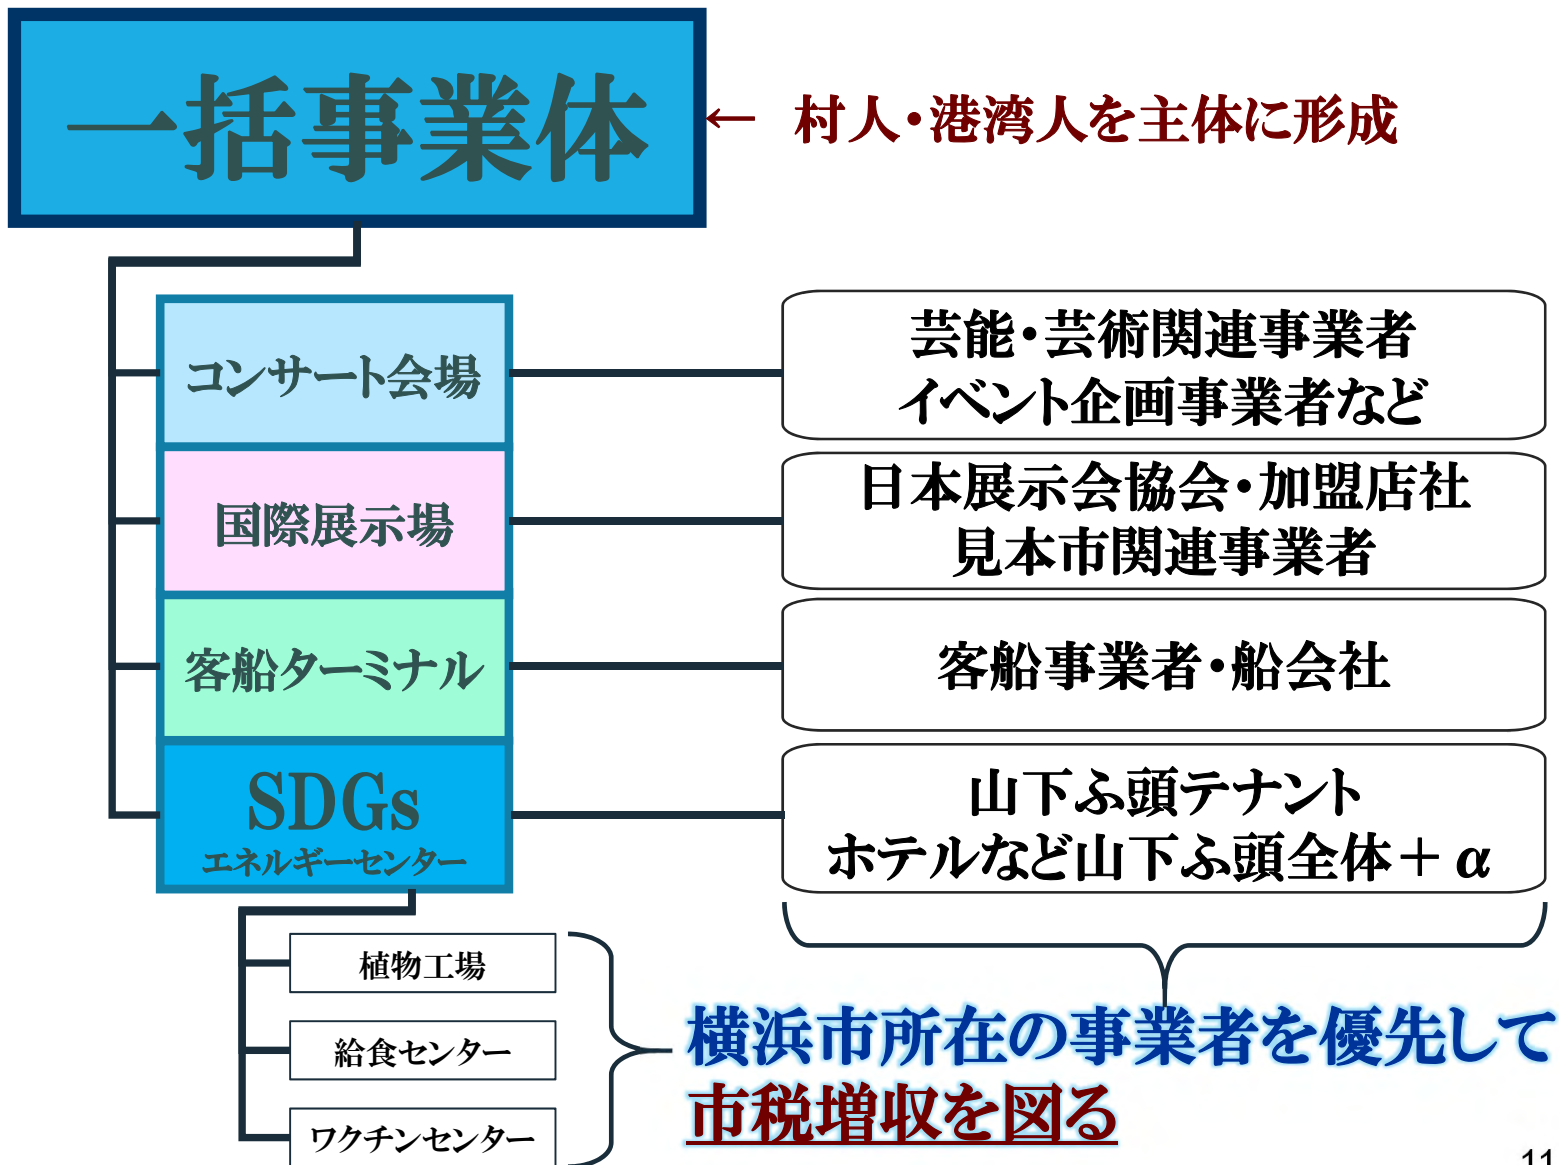 一括事業体
← 村人・港湾人を主体に形成
コンサート会場
芸能・芸術関連事業者
イベント企画事業者など
国際展示場
日本展示会協会・加盟店社
見本市関連事業者
客船ターミナル
客船事業者・船会社
SDGs
エネルギーセンター
山下ふ頭テナント
ホテルなど山下ふ頭全体＋α
植物工場
給食センター
ワクチンセンター
横浜市所在の事業者を優先して
市税増収を図る
11